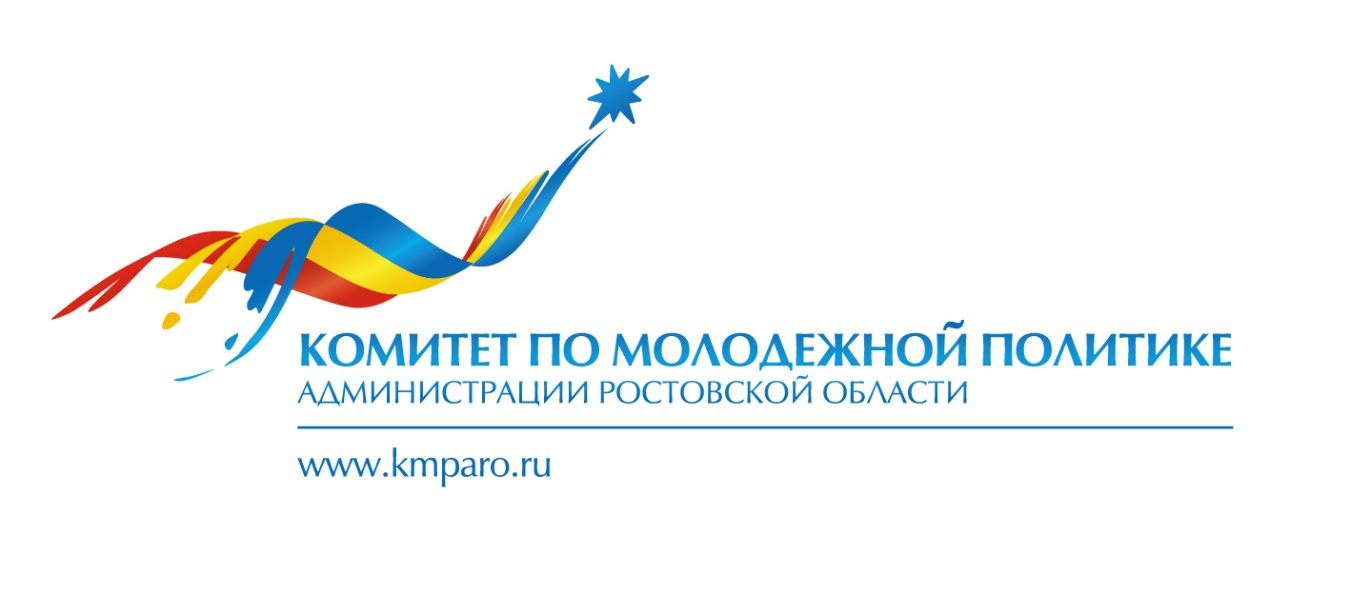 КОМИТЕТ ПО МОЛОДЕЖНОЙ ПОЛИТИКЕ
АДМИНИСТРАЦИИ РОСТОВСКОЙ ОБЛАСТИ
www.kmparo.ru